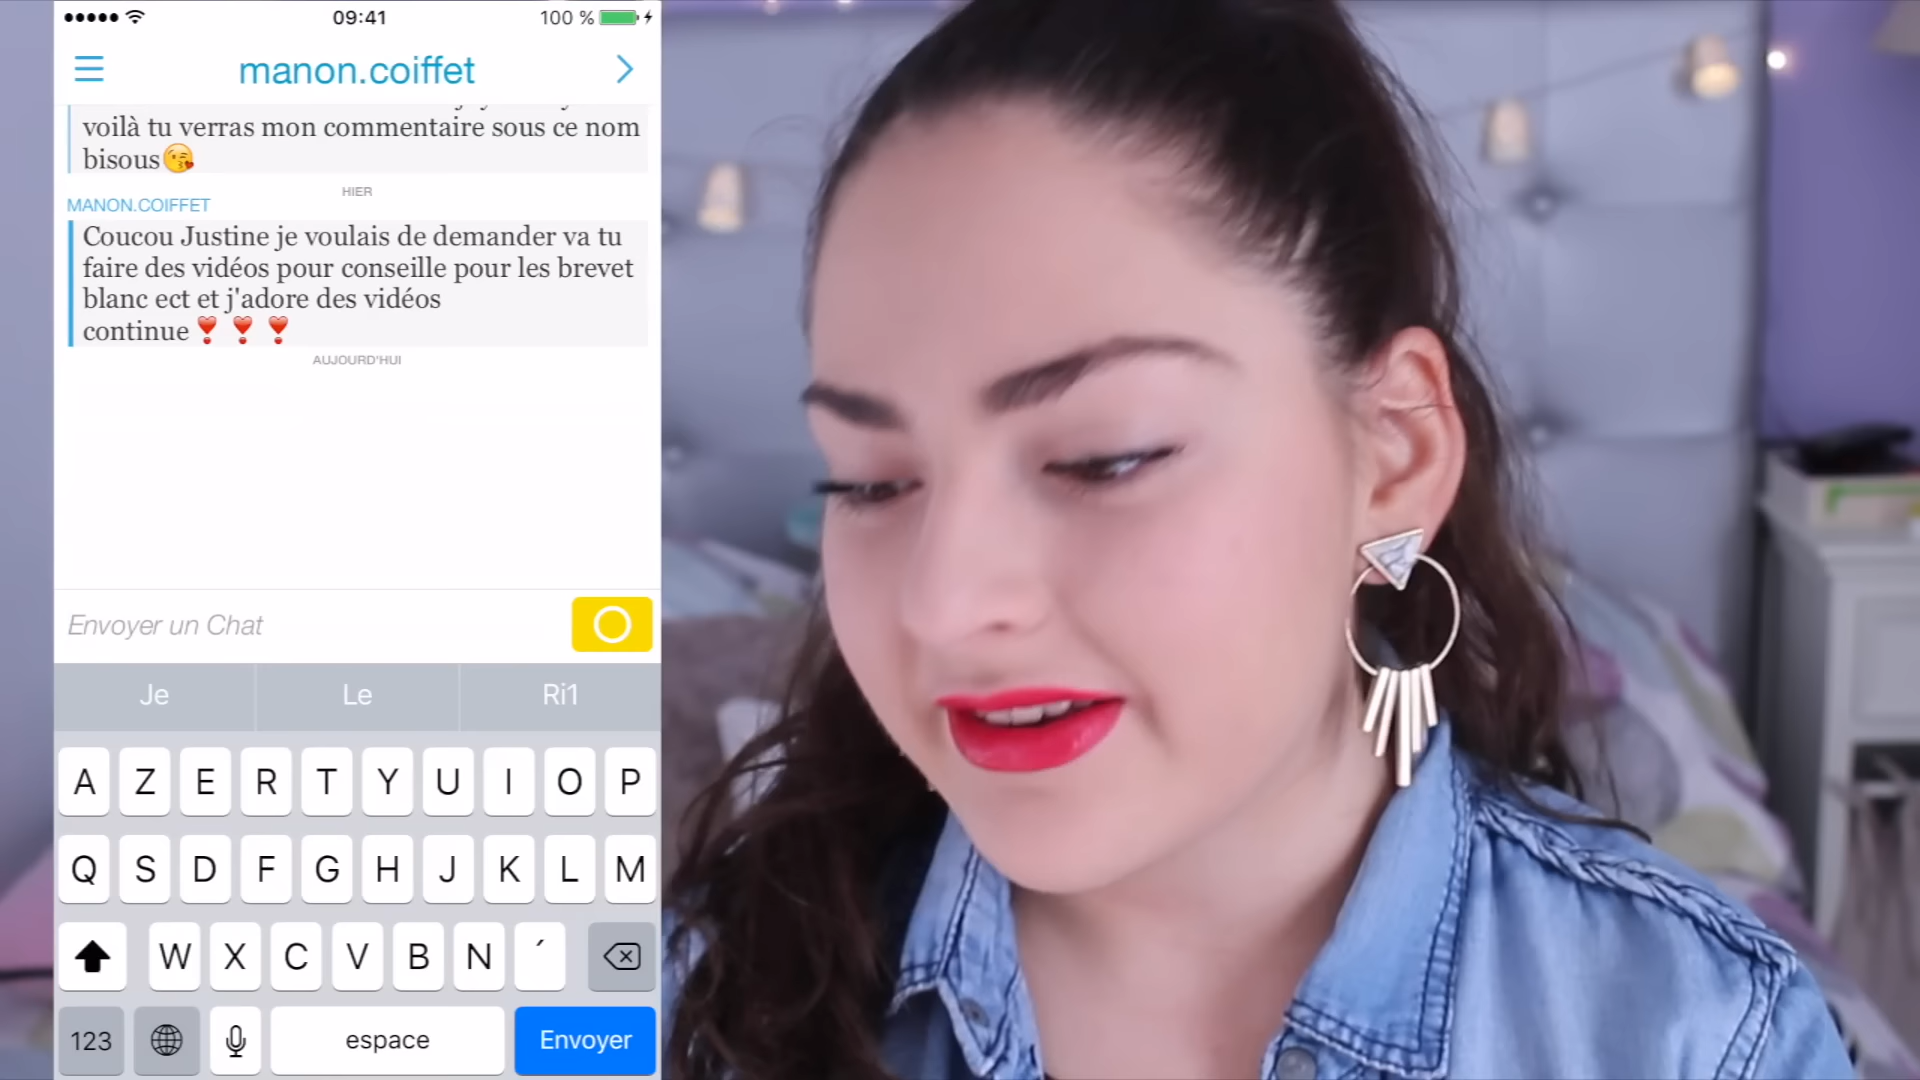 09:41
100 %
manon.coiffet
voilà tu verras mon commentaire sous ce nom
bisous😘
HIER
MANON.COIFFET
Coucou Justine je voulais de demander va tu
faire des vidéos pour conseille pour les brevet
blanc ect et j'adore des vidéos
continue❣️❣️❣️
AUJOURD'HUI
Envoyer un Chat
Je Le Ri1
A Z E R T Y U I O P
Q S D F G H J K L M
W X C V B N ´
123 espace Envoyer